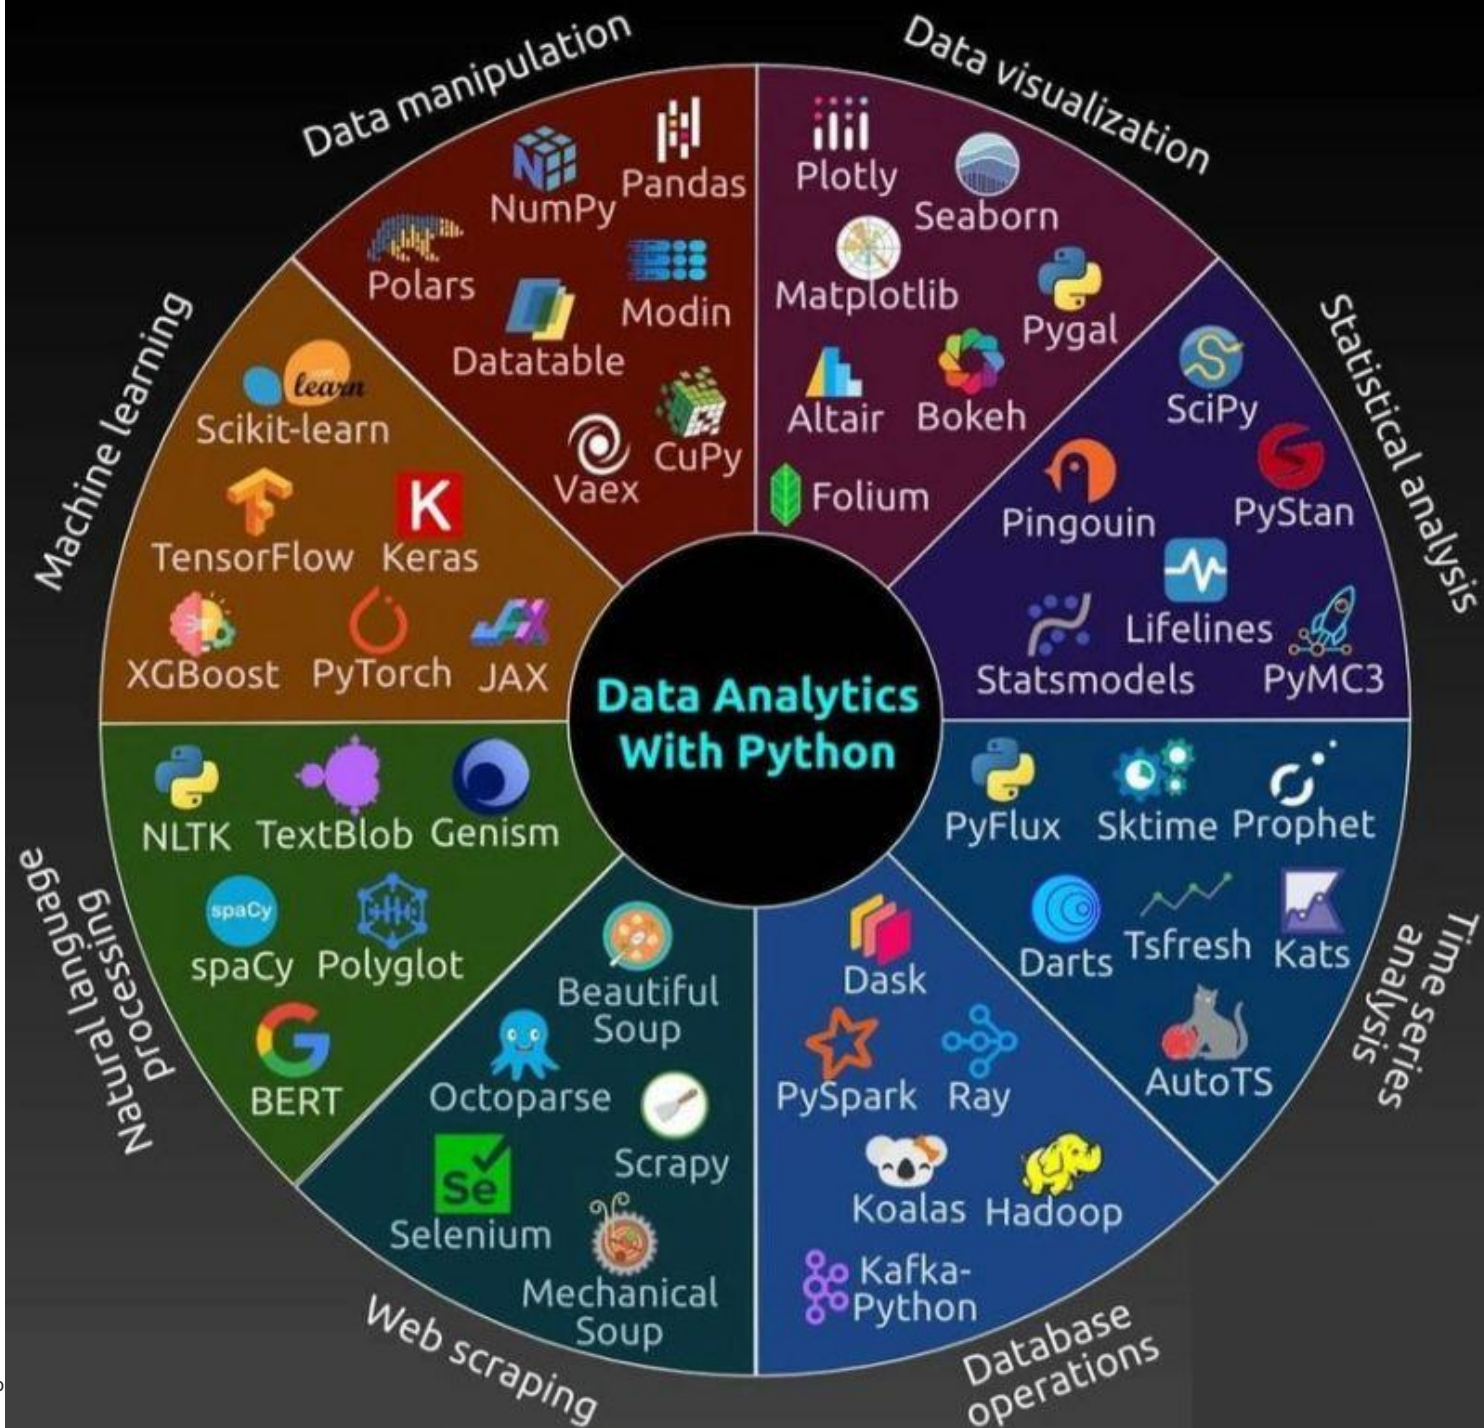 Data manipulation
Pandas
NumPy
Polars
Modin
Datatable
CuPy
Vaex
Data visualization
Plotly
Seaborn
Matplotlib
Pygal
Altair
Bokeh
Folium
Statistical analysis
SciPy
PyStan
Pingouin
Lifelines
Statsmodels
PyMC3
Time series
analysis
PyFlux
Sktime
Prophet
Darts
Tsfresh
Kats
AutoTS
Database
operations
Dask
PySpark
Ray
Koalas
Hadoop
Kafka-
Python
Web scraping
Beautiful
Soup
Octoparse
Scrapy
Se
Selenium
Mechanical
Soup
Natural language
processing
NLTK
TextBlob
Genism
spaCy
spaCy
Polyglot
BERT
Machine learning
learn
Scikit-learn
TensorFlow
K
Keras
XGBoost
PyTorch
JAX
JAX
Data Analytics
With Python